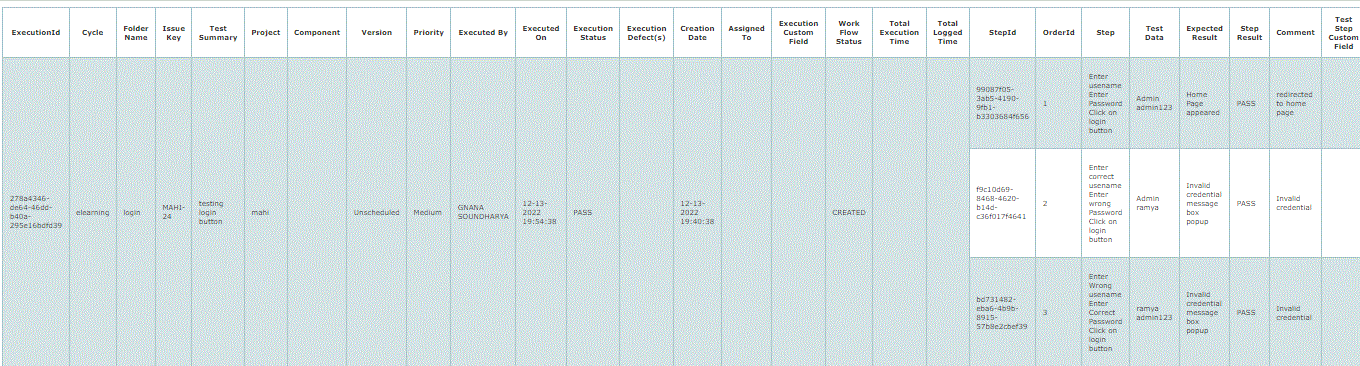 ExecutionId
Cycle
Folder
Name
Issue
Key
Test
Summary
Project
Component
Version
Priority
Executed By
Executed
On
Execution
Status
Execution
Defect(s)
Creation
Date
Assigned
To
Execution
Custom
Field
Work
Flow
Status
Total
Execution
Time
Total
Logged
Time
StepId
OrderId
Step
Test
Data
Expected
Result
Step
Result
Comment
Test
Step
Custom
Field
278a4346-
de64-46dd-
b40a-
295e16bdfd39
elearning
login
MAHI-
24
testing
login
button
mahi
Unscheduled
Medium
GNANA
SOUNDHARYA
12-13-
2022
19:54:38
PASS
12-13-
2022
19:40:38
CREATED
99087f05-
3ab5-4190-
9fb1-
b3303684f656
1
Enter
usename
Enter
Password
Click on
login
button
Admin
admin123
Home
Page
appeared
PASS
redirected
to home
page
f9c10d69-
8468-4620-
b14d-
c36f017f4641
2
Enter
correct
usename
Enter
wrong
Password
Click on
login
button
Admin
ramya
Invalid
credential
message
box
popup
PASS
Invalid
credential
bd731482-
eba6-4b9b-
8915-
57b8e2cbef39
3
Enter
Wrong
usename
Enter
Correct
Password
Click on
login
button
ramya
admin123
Invalid
credential
message
box
popup
PASS
Invalid
credential